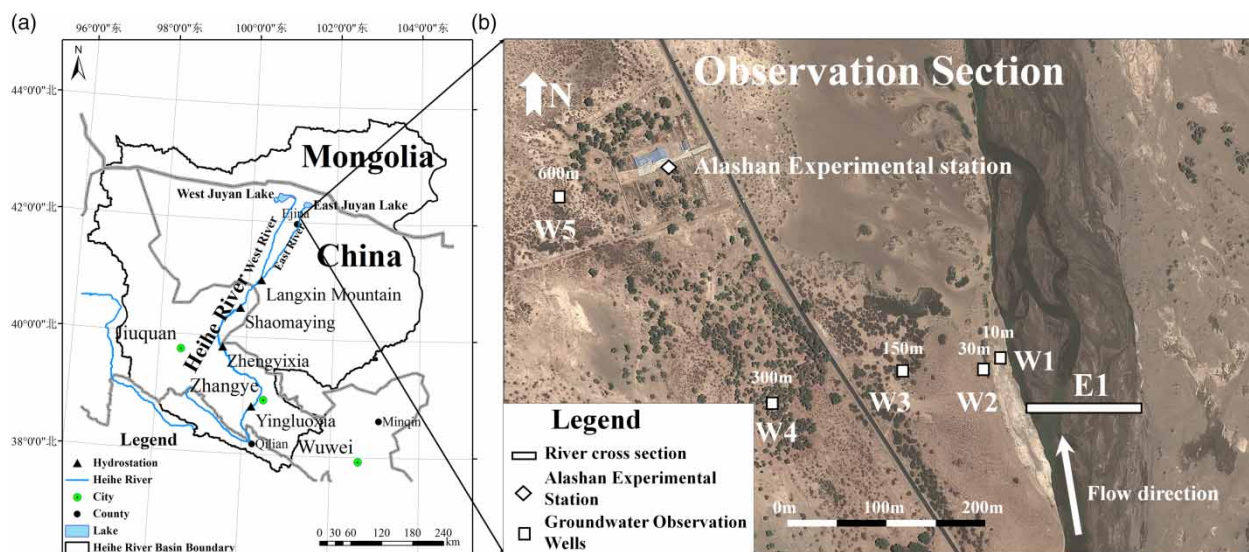 (a)
96°0'0"东
98°0'0"东
100°0'0"东
102°0'0"东
104°0'0"东
N
44°0'0"北
42°0'0"北
40°0'0"北
38°0'0"北
Mongolia
West Juyan Lake
East Juyan Lake
Ejina
West River
East River
China
Heihe River
Langxin Mountain
Shaomaying
Jiuquan
Zhengyixia
Zhangye
Yingluoxia
Minqin
Qilian
Wuwei
Legend
Hydrostation
Heihe River
City
County
Lake
Heihe River Basin Boundary
0 30 60 120 180 240
km
(b)
Observation Section
N
Alashan Experimental station
600m
W5
10m
W1
30m
W2
150m
W3
300m
W4
E1
Flow direction
Legend
River cross section
Alashan Experimental
Station
Groundwater Observation
Wells
0m 100m 200m